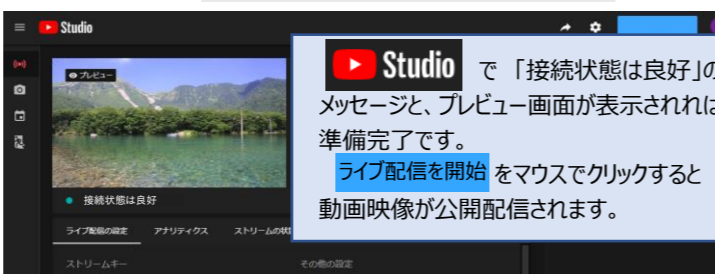 Studio
プレビュー
接続状態は良好
ライブ配信の設定 アナリティクス ストリームの状
ストリームキー その他の設定
Studio で 「接続状態は良好」の
メッセージと、プレビュー画面が表示されれば
準備完了です。
ライブ配信を開始 をマウスでクリックすると
動画映像が公開配信されます。